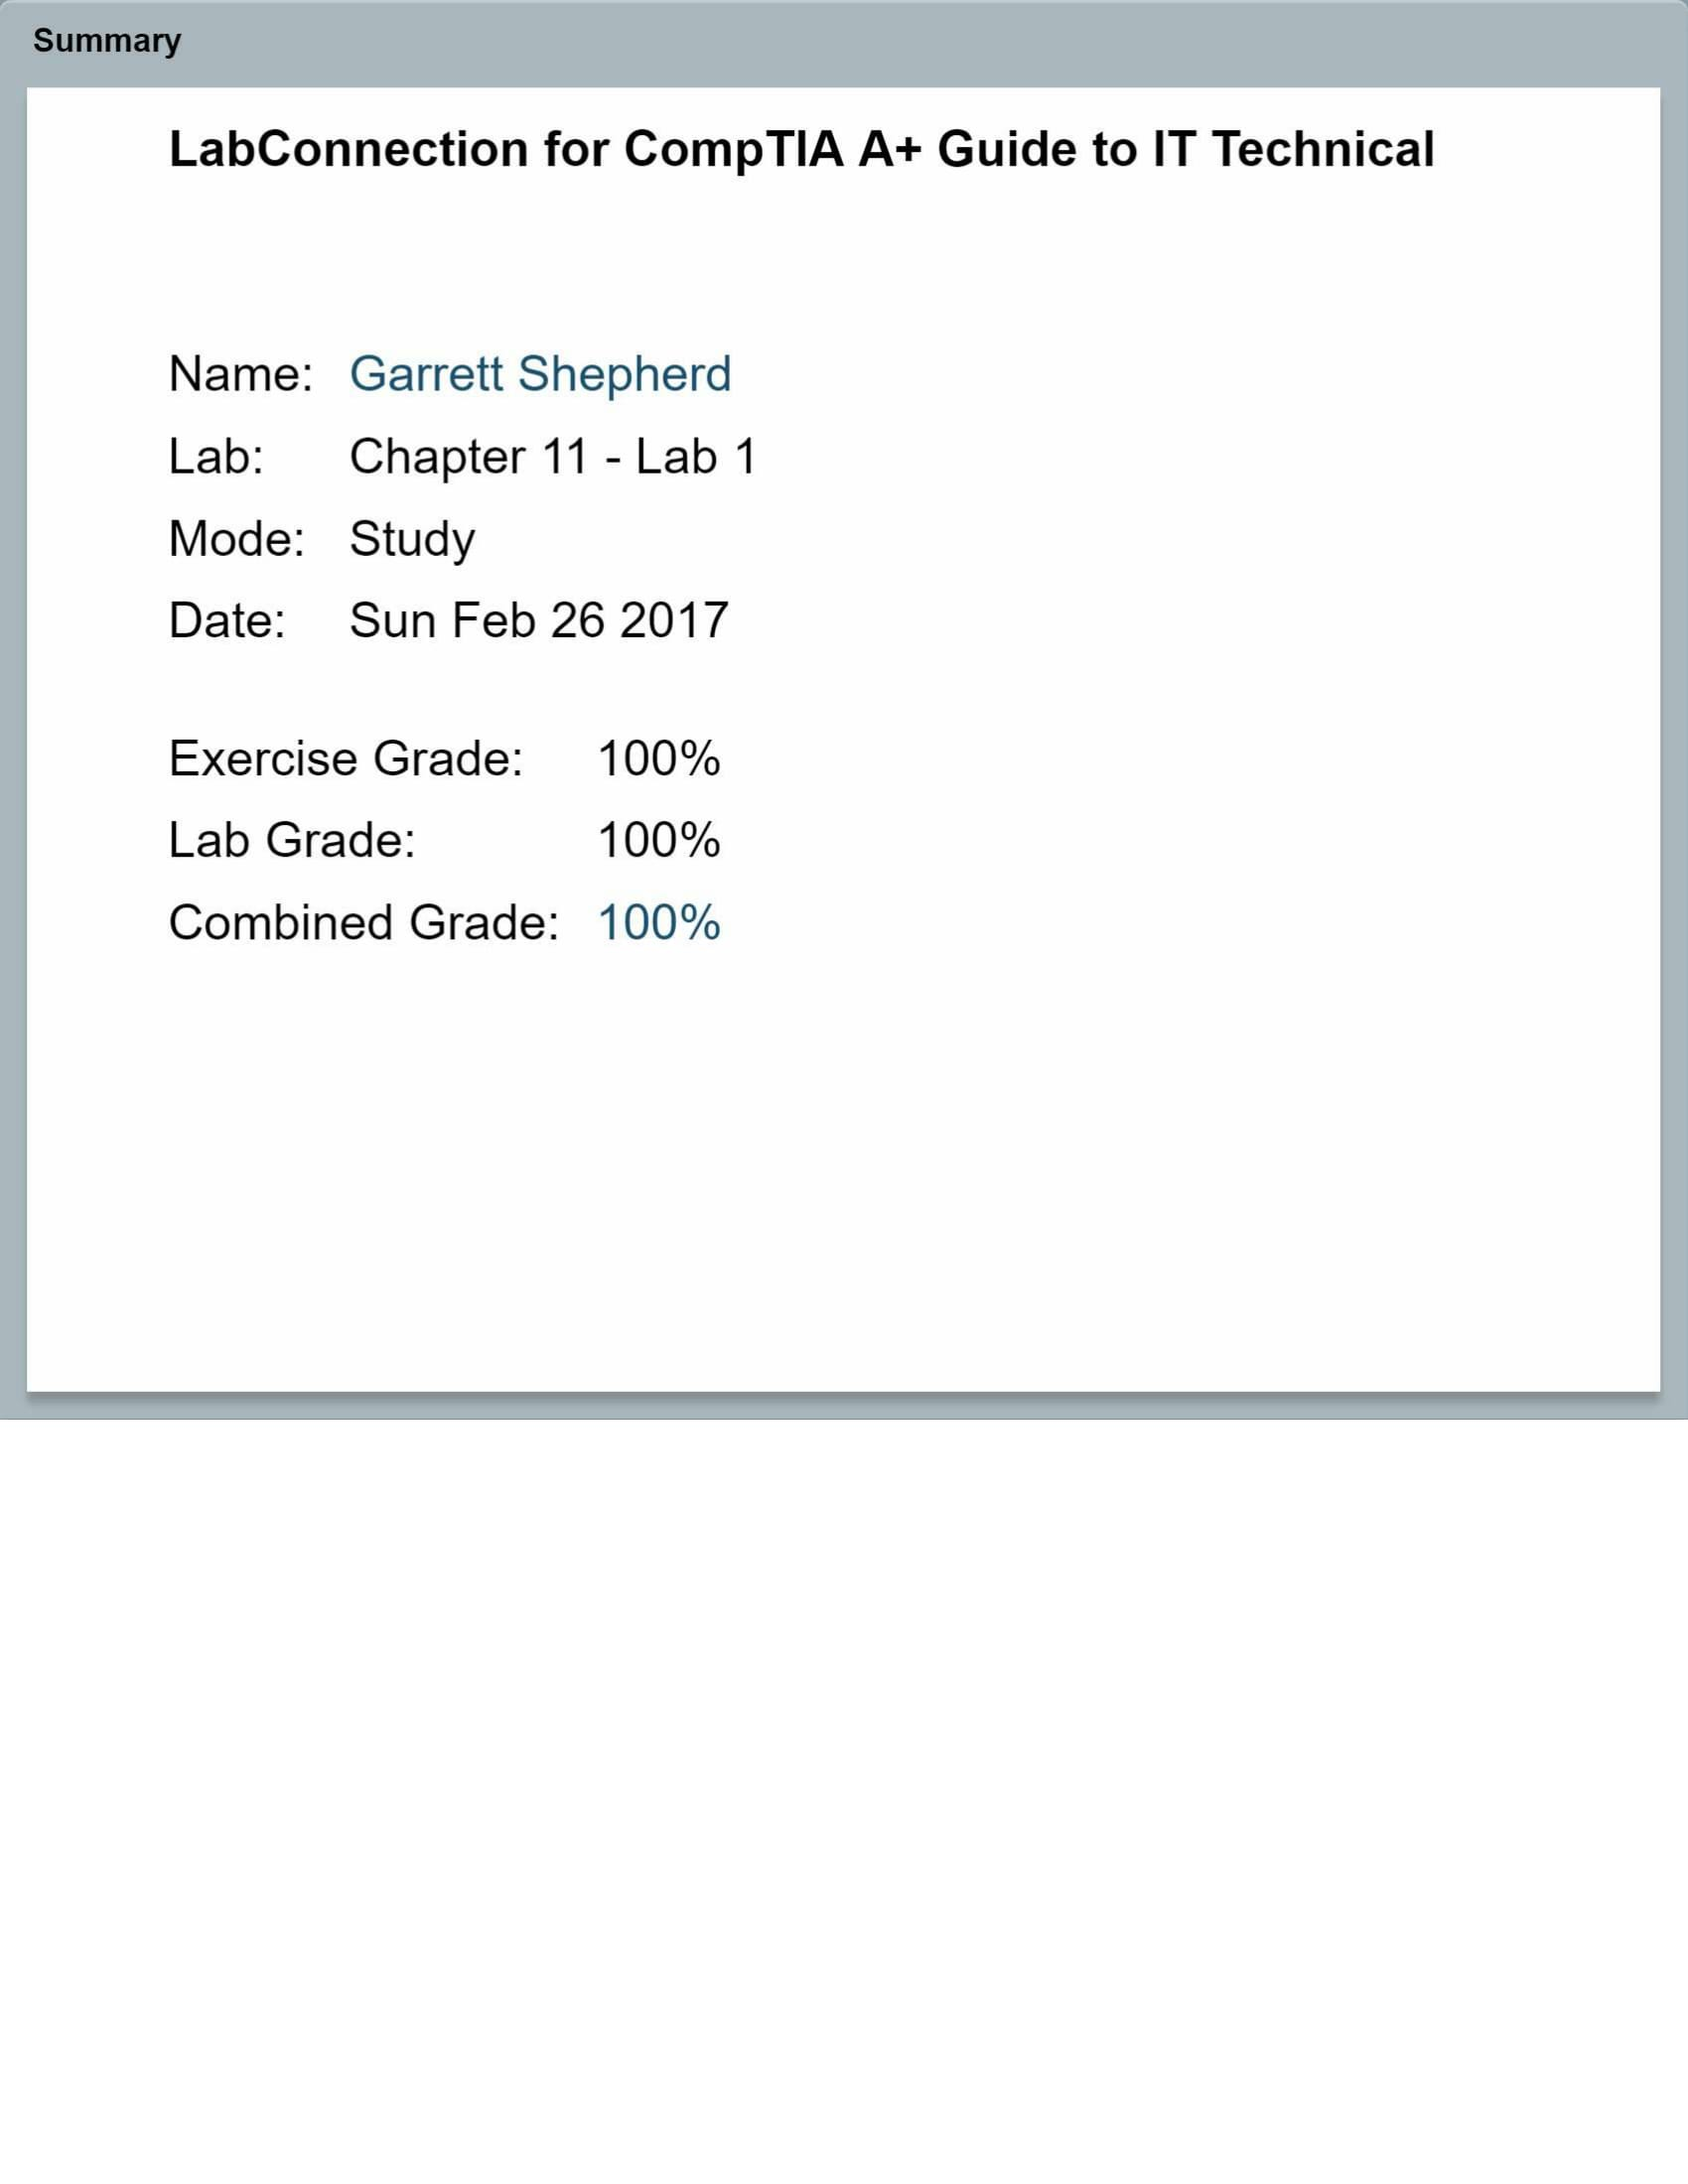 Summary
LabConnection for CompTIA A+ Guide to IT Technical
Name: Garrett Shepherd
Lab: Chapter 11 - Lab 1
Mode: Study
Date: Sun Feb 26 2017
Exercise Grade: 100%
Lab Grade: 100%
Combined Grade: 100%